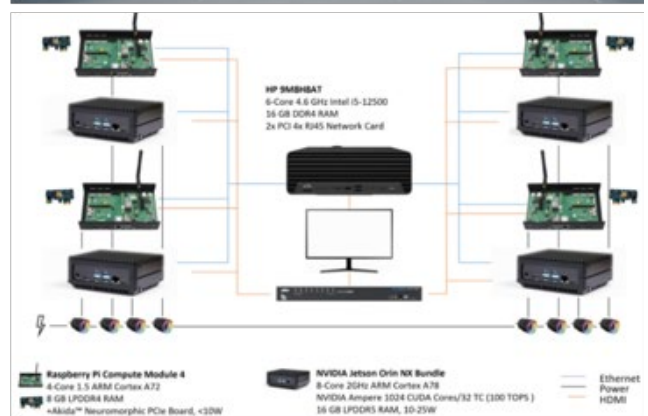 HP 9M8H8AT
6-Core 4.6 GHz Intel i5-12500
16 GB DDR4 RAM
2x PCI 4x RJ45 Network Card
Raspberry Pi Compute Module 4
4-Core 1.5 ARM Cortex A72
8 GB LPDDR4 RAM
+Akida™ Neuromorphic PCIe Board, <10W
NVIDIA Jetson Orin NX Bundle
8-Core 2GHz ARM Cortex A78
NVIDIA Ampere 1024 CUDA Cores/32 TC (100 TOPS )
16 GB LPDDR5 RAM, 10-25W
Ethernet
Power
HDMI